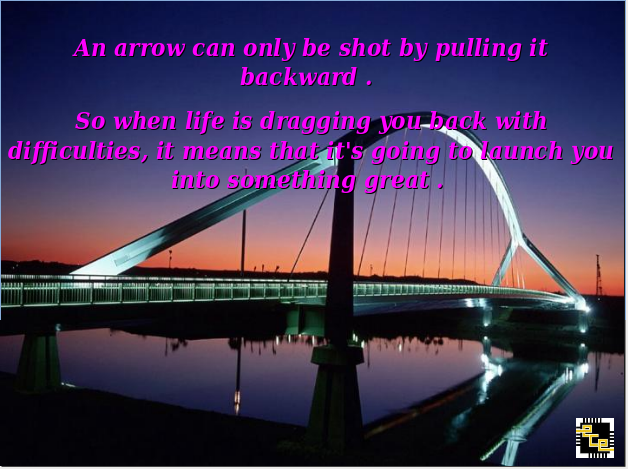 An arrow can only be shot by pulling it
backward .
So when life is dragging you back with
difficulties, it means that it's going to launch you
into something great .
ece